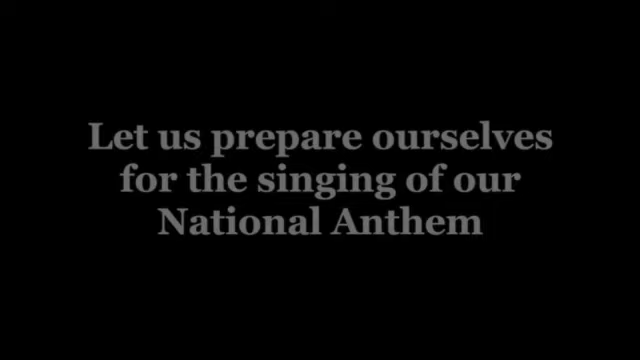 Let us prepare ourselves
for the singing of our
National Anthem